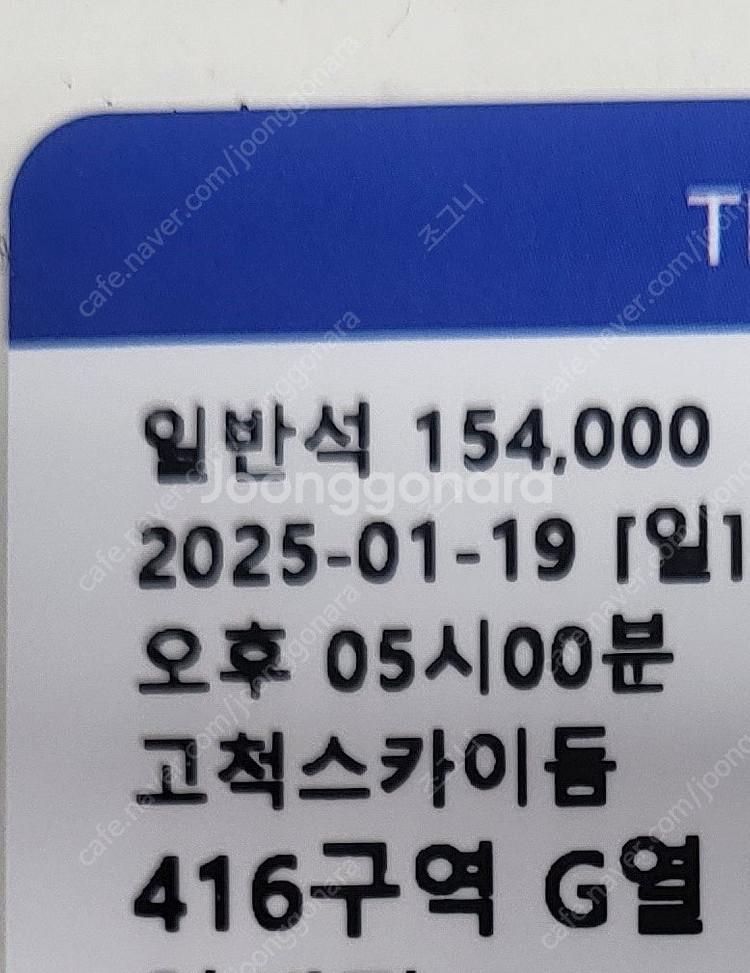 일반석 154,000
2025-01-19 [일]
오후 05시00분
고척스카이돔
416구역 G열
Joonggonara
cafe.naver.com/joonggonara
조그니